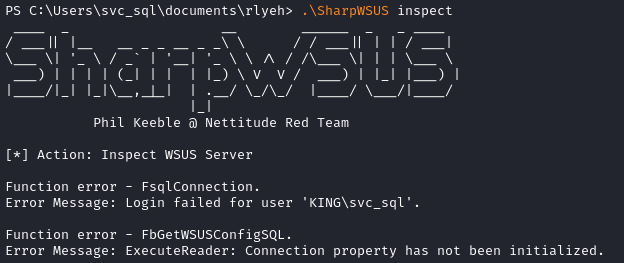 PS C:\Users\svc_sql\documents\rlyeh> .\SharpWSUS inspect
SharpWSUS
Phil Keeble @ Nettitude Red Team
[*] Action: Inspect WSUS Server
Function error - FsqlConnection.
Error Message: Login failed for user 'KING\svc_sql'.
Function error - FbGetWSUSConfigSQL.
Error Message: ExecuteReader: Connection property has not been initialized.